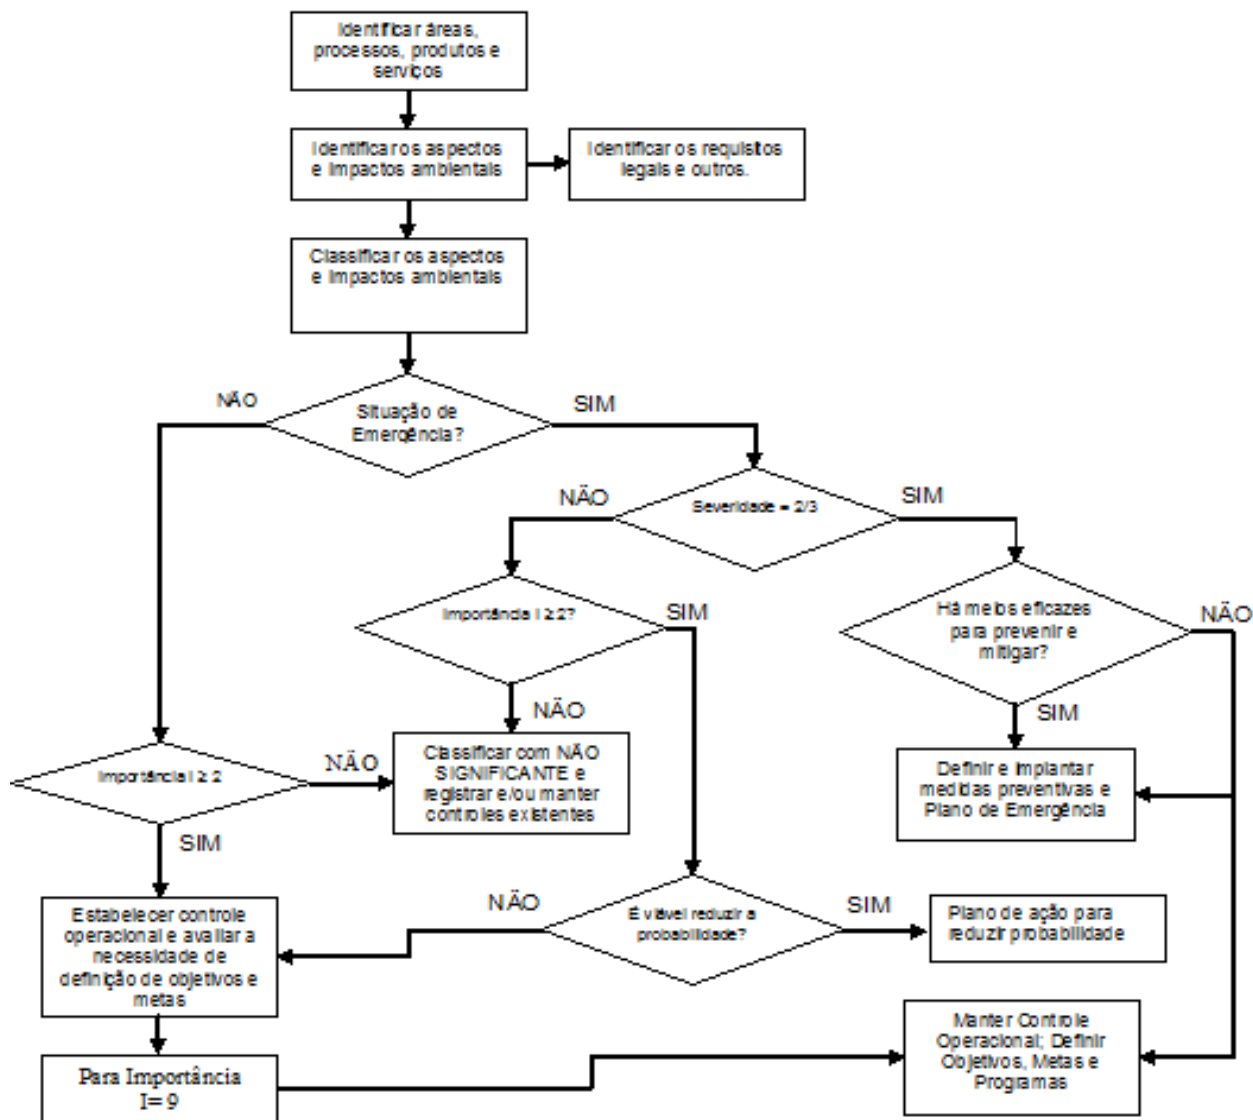 Identificar áreas,
processos, produtos e
serviços
Identificar os aspectos
e impactos ambientais
Identificar os requisitos
legais e outros.
Classificar os aspectos
e impactos ambientais
NÃO
Situação de
Emergência?
SIM
NÃO
Severidade = 2/3
SIM
Importância I ≥ 2?
SIM
Há meios eficazes
para prevenir e
mitigar?
NÃO
NÃO
SIM
Importância I ≥ 2
NÃO
Classificar com NÃO
SIGNIFICANTE e
registrar e/ou manter
controles existentes
Definir e implantar
medidas preventivas e
Plano de Emergência
SIM
Estabelecer controle
operacional e avaliar a
necessidade de
definição de objetivos e
metas
NÃO
É viável reduzir a
probabilidade?
SIM
Plano de ação para
reduzir probabilidade
Para Importância
I= 9
Manter Controle
Operacional; Definir
Objetivos, Metas e
Programas